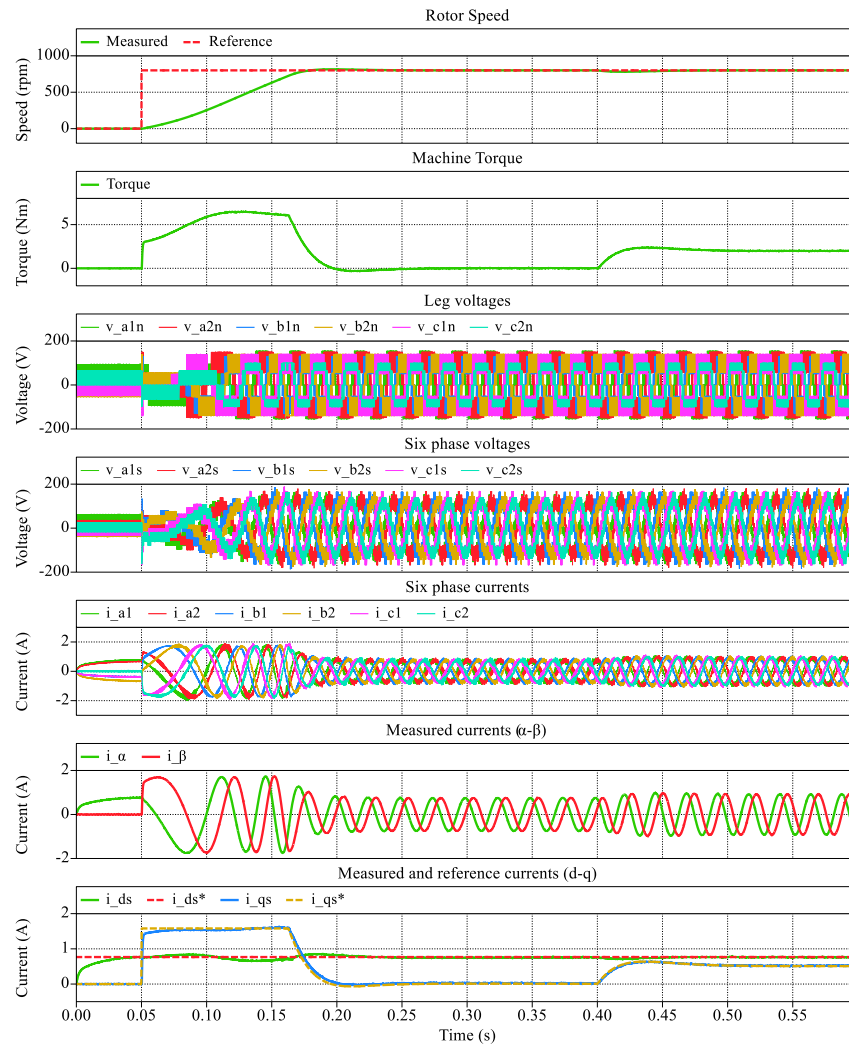 Rotor Speed
Measured Reference
1000
500
0
Speed (rpm)
Machine Torque
Torque
5
0
Torque (Nm)
Leg voltages
v_a1n v_a2n v_b1n v_b2n v_c1n v_c2n
200
0
-200
Voltage (V)
Six phase voltages
v_a1s v_a2s v_b1s v_b2s v_c1s v_c2s
200
0
-200
Voltage (V)
Six phase currents
i_a1 i_a2 i_b1 i_b2 i_c1 i_c2
2
0
-2
Current (A)
Measured currents (α-β)
i_α i_β
2
0
-2
Current (A)
Measured and reference currents (d-q)
i_ds i_ds* i_qs i_qs*
2
1
0
Current (A)
0.00 0.05 0.10 0.15 0.20 0.25 0.30 0.35 0.40 0.45 0.50 0.55
Time (s)